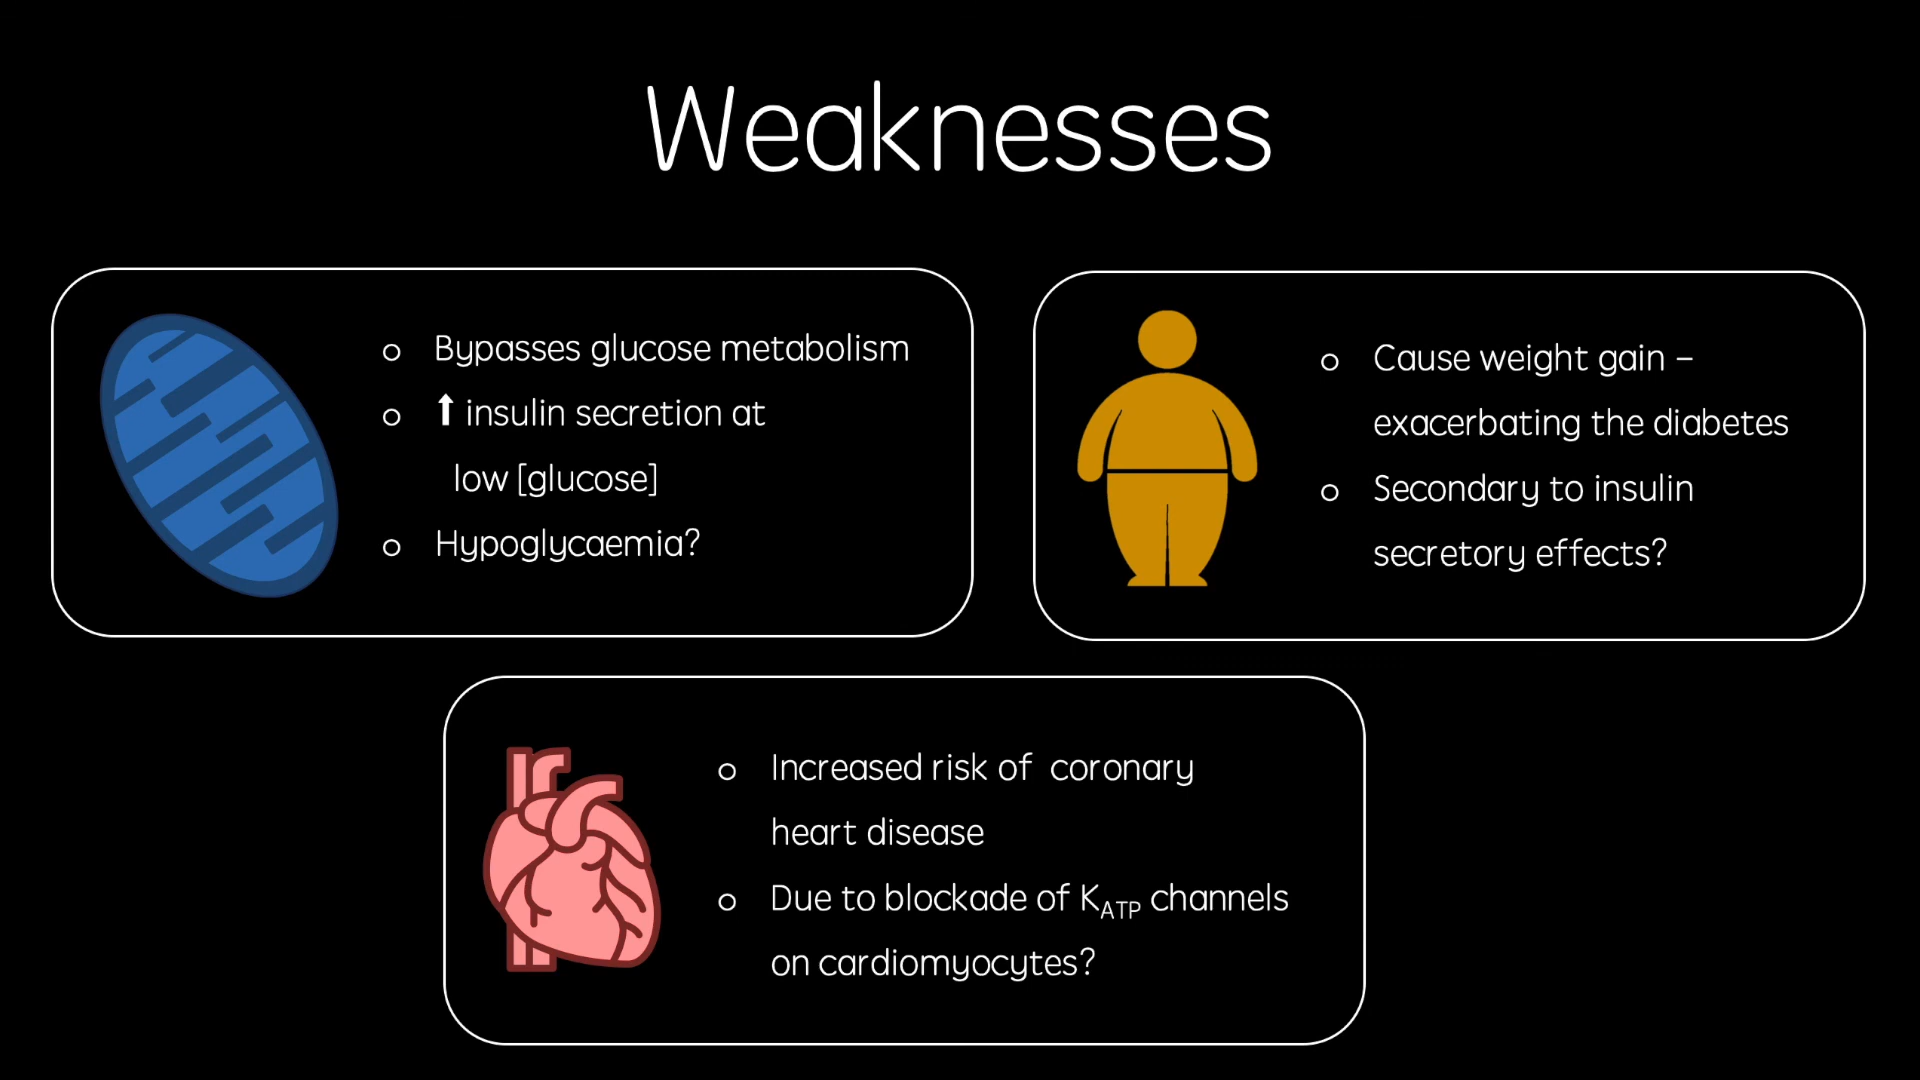 Weaknesses
o Bypasses glucose metabolism
o ⬆ insulin secretion at
low [glucose]
o Hypoglycaemia?
o Cause weight gain –
exacerbating the diabetes
o Secondary to insulin
secretory effects?
o Increased risk of coronary
heart disease
o Due to blockade of K_ATP channels
on cardiomyocytes?